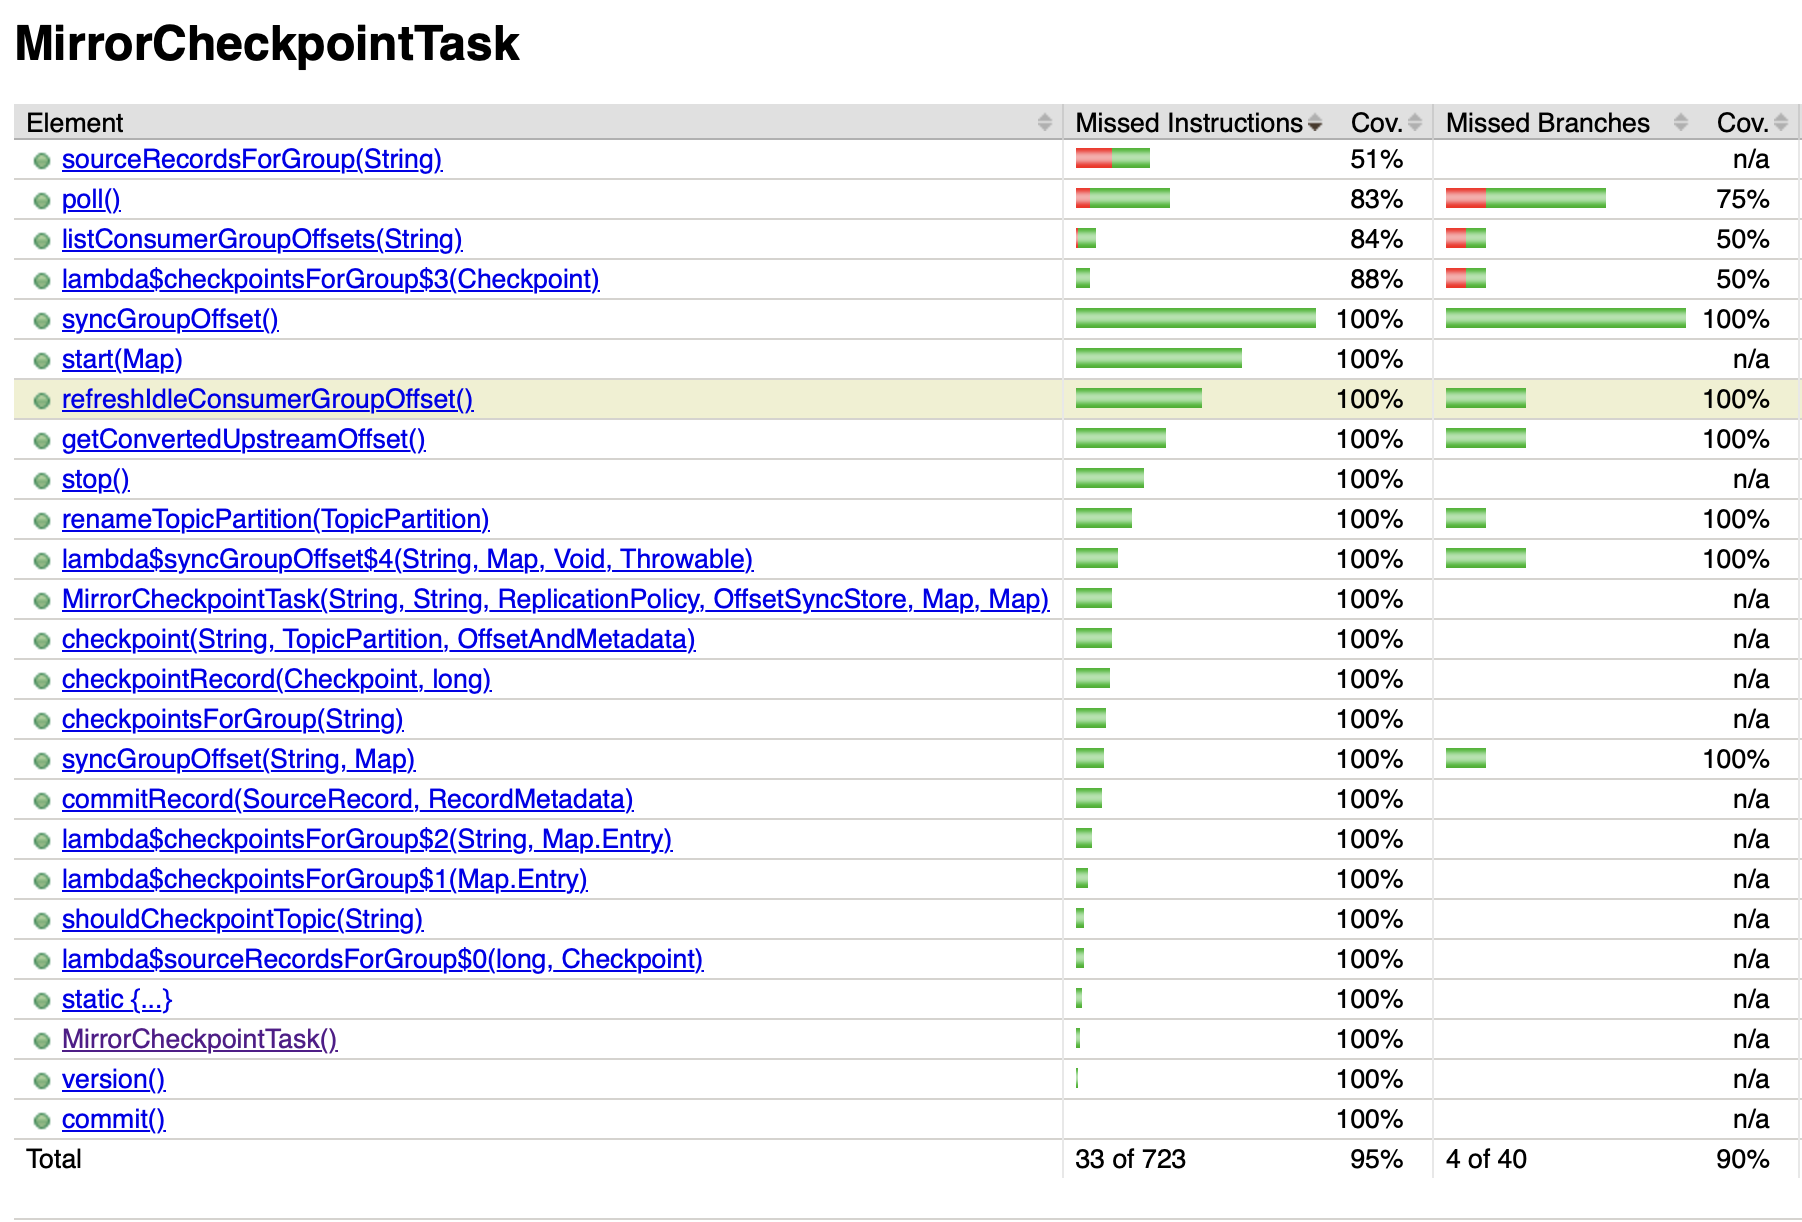 MirrorCheckpointTask
Element Missed Instructions Cov. Missed Branches Cov.
sourceRecordsForGroup(String) 51% n/a
poll() 83% 75%
listConsumerGroupOffsets(String) 84% 50%
lambda$checkpointsForGroup$3(Checkpoint) 88% 50%
syncGroupOffset() 100% 100%
start(Map) 100% n/a
refreshIdleConsumerGroupOffset() 100% 100%
getConvertedUpstreamOffset() 100% 100%
stop() 100% n/a
renameTopicPartition(TopicPartition) 100% 100%
lambda$syncGroupOffset$4(String, Map, Void, Throwable) 100% 100%
MirrorCheckpointTask(String, String, ReplicationPolicy, OffsetSyncStore, Map, Map) 100% n/a
checkpoint(String, TopicPartition, OffsetAndMetadata) 100% n/a
checkpointRecord(Checkpoint, long) 100% n/a
checkpointsForGroup(String) 100% n/a
syncGroupOffset(String, Map) 100% 100%
commitRecord(SourceRecord, RecordMetadata) 100% n/a
lambda$checkpointsForGroup$2(String, Map.Entry) 100% n/a
lambda$checkpointsForGroup$1(Map.Entry) 100% n/a
shouldCheckpointTopic(String) 100% n/a
lambda$sourceRecordsForGroup$0(long, Checkpoint) 100% n/a
static {...} 100% n/a
MirrorCheckpointTask() 100% n/a
version() 100% n/a
commit() 100% n/a
Total 33 of 723 95% 4 of 40 90%